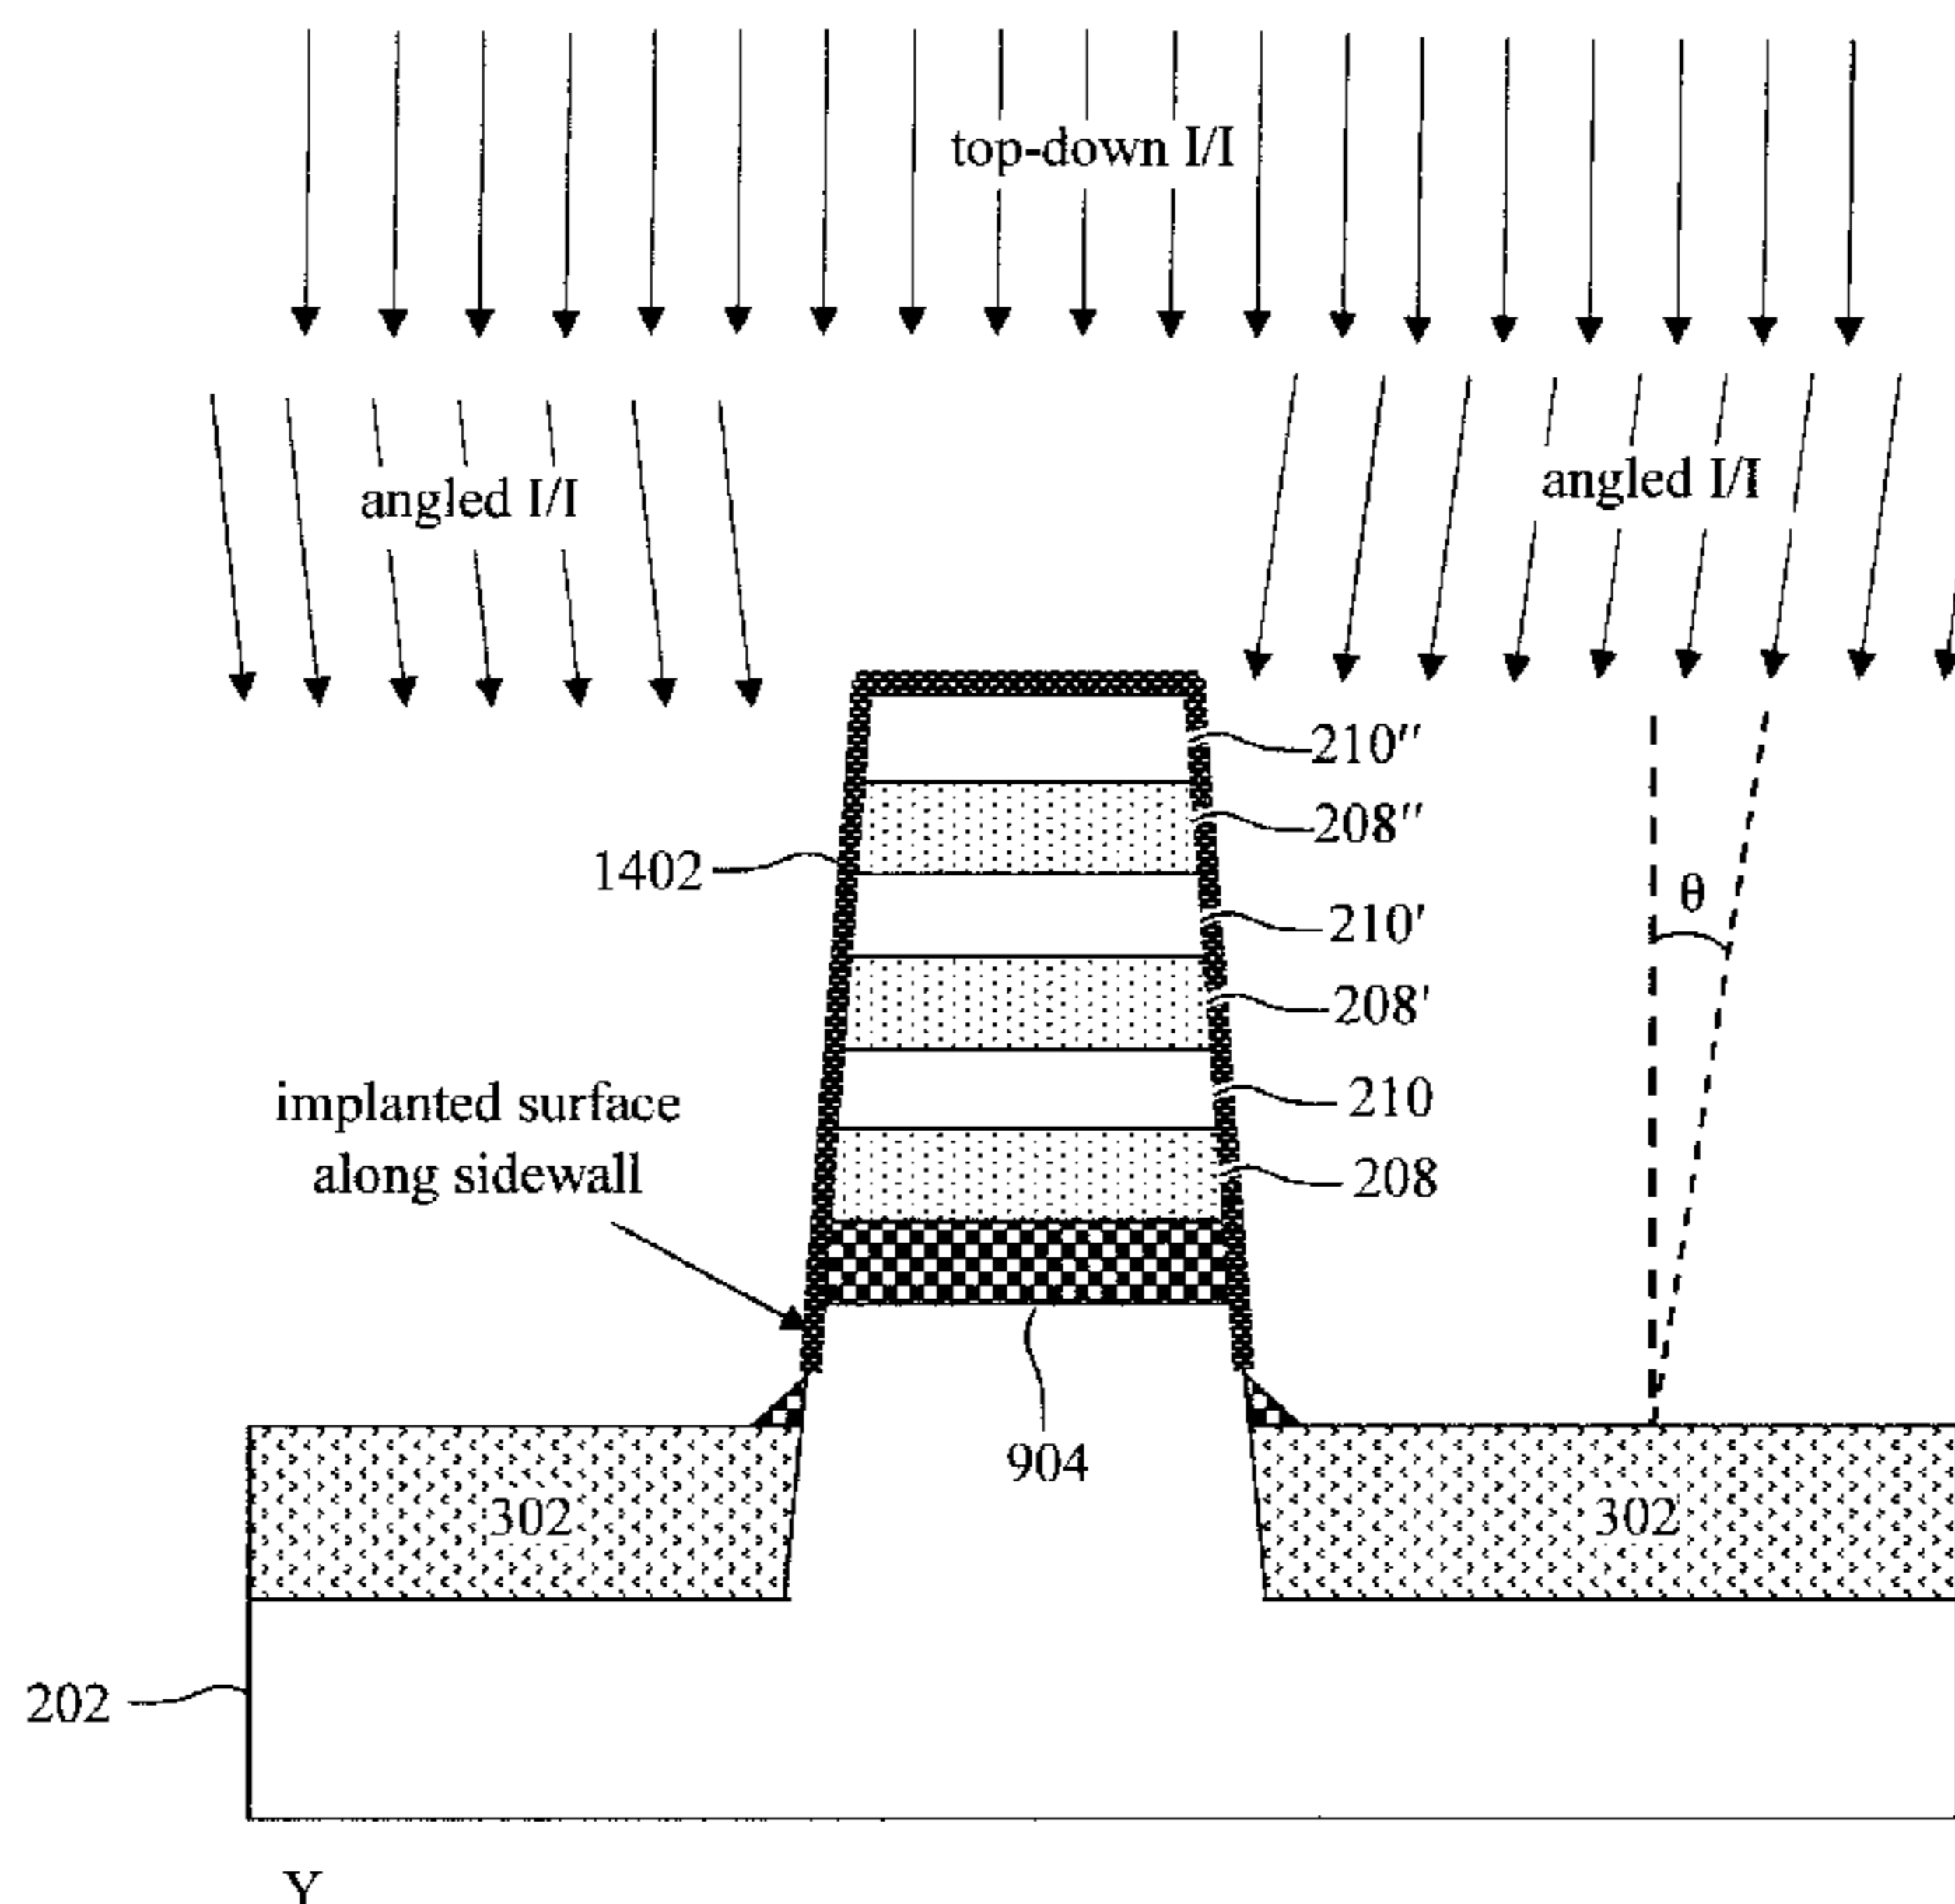 top-down I/I
angled I/I
angled I/I
210"
208"
1402
θ
210'
208'
implanted surface
along sidewall
210
208
904
302
302
202
Y